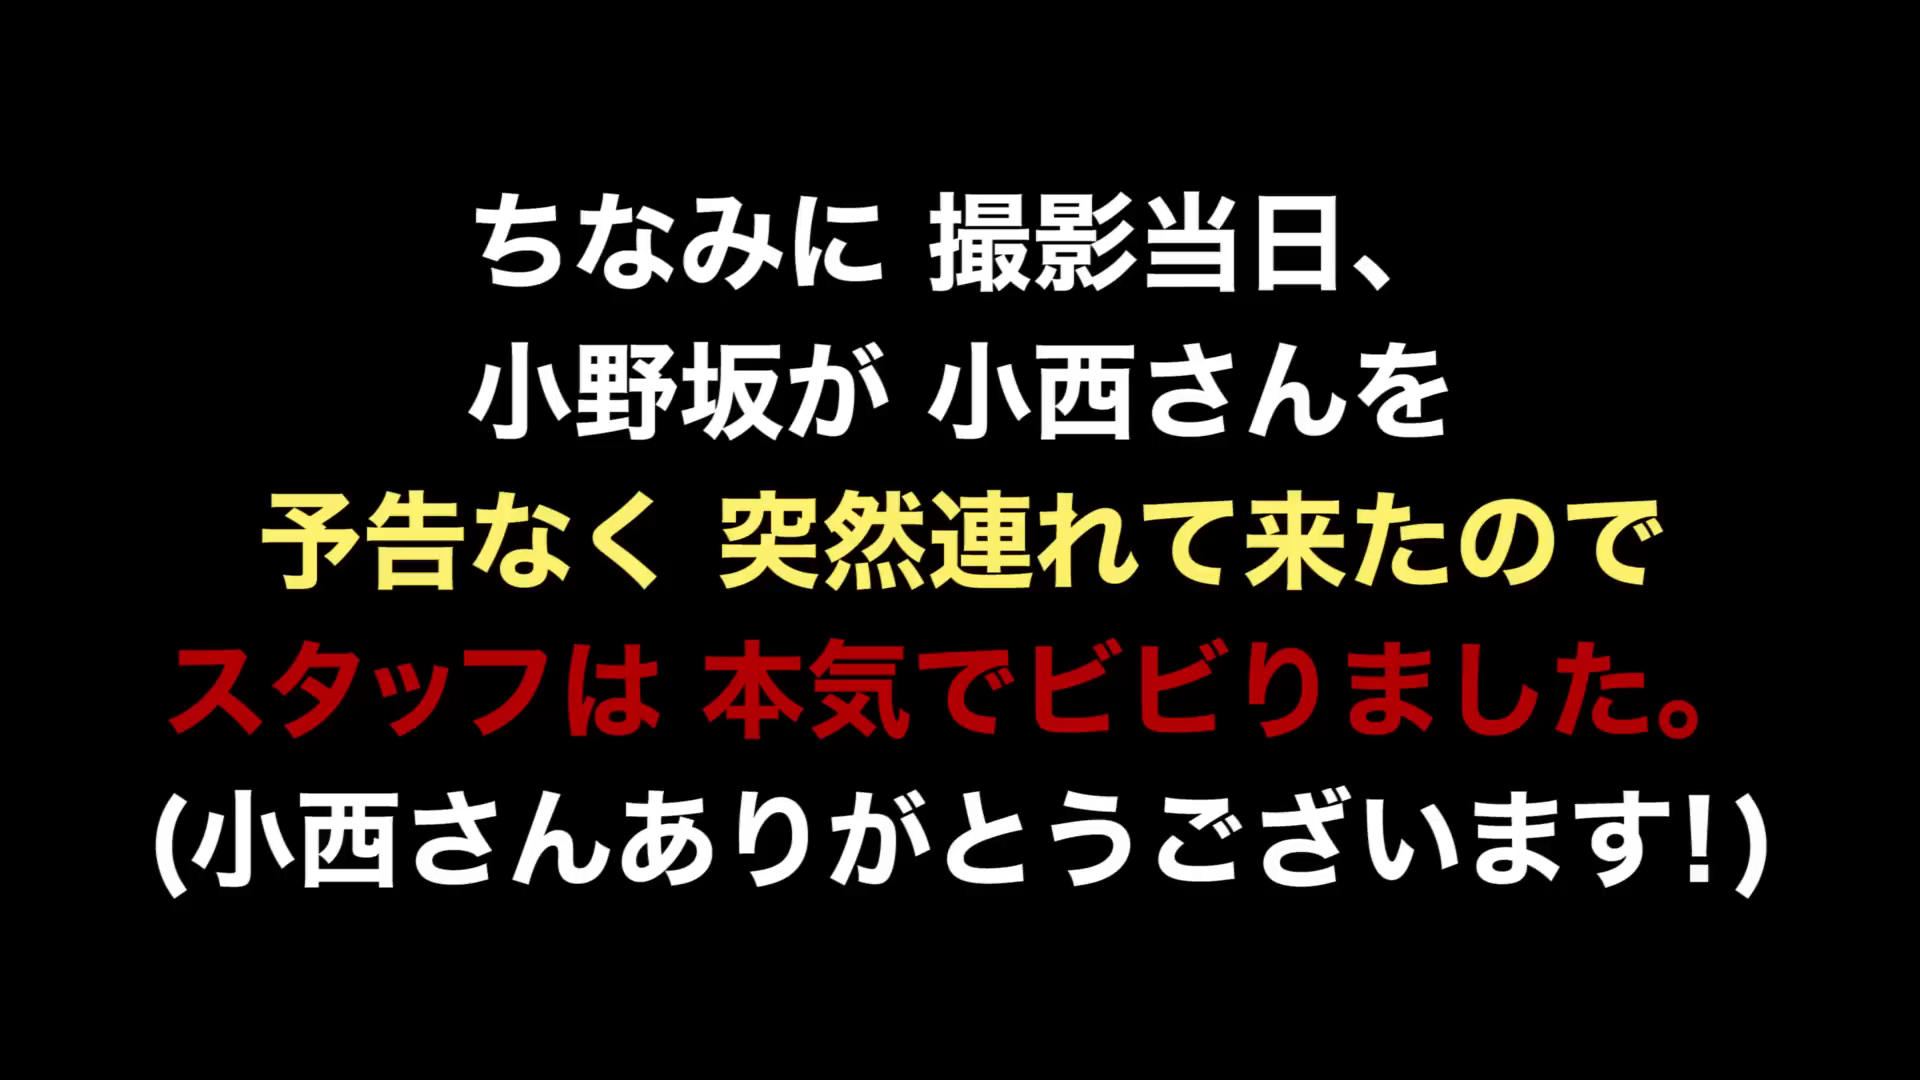 ちなみに 撮影当日、
小野坂が 小西さんを
予告なく 突然連れて来たので
スタッフは 本気でビビりました。
(小西さんありがとうございます!)